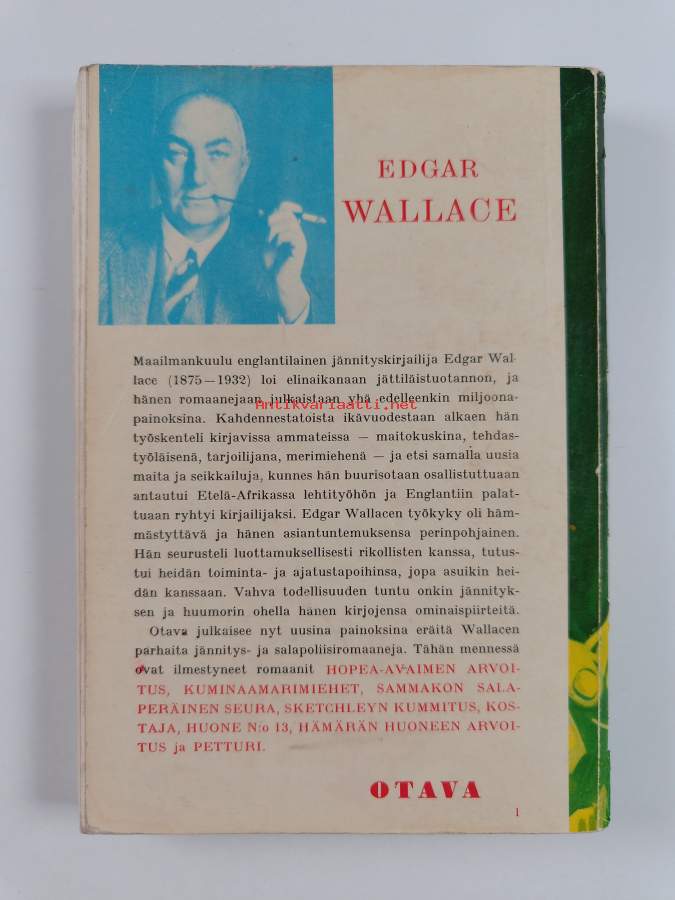 EDGAR
WALLACE
Maailmankuulu englantilainen jännityskirjailija Edgar Wal-
lace (1875—1932) loi elinaikanaan jättiläistuotannon, ja
hänen romaanejaan julkaistaan yhä edelleenkin miljoona-
Antikvariaatti.net
painoksina. Kahdennestatoista ikävuodestaan alkaen hän
työskenteli kirjavissa ammateissa — maitokuskina, tehdas-
työläisenä, tarjoilijana, merimiehenä — ja etsi samalla uusia
maita ja seikkailuja, kunnes hän buurisotaan osallistuttuaan
antautui Etelä-Afrikassa lehtityöhön ja Englantiin palat-
tuaan ryhtyi kirjailijaksi. Edgar Wallacen työkyky oli häm-
mästyttävä ja hänen asiantuntemuksensa perinpohjainen.
Hän seurusteli luottamuksellisesti rikollisten kanssa, tutus-
tui heidän toiminta- ja ajatustapoihinsa, jopa asuikin hei-
dän kanssaan. Vahva todellisuuden tuntu onkin jännityk-
sen ja huumorin ohella hänen kirjojensa ominaispiirteitä.
Otava julkaisee nyt uusina painoksina eräitä Wallacen
parhaita jännitys- ja salapoliisiromaaneja. Tähän mennessä
ovat ilmestyneet romaanit HOPEA-AVAIMEN ARVOI-
TUS, KUMINAAMARIMIEHET, SAMMAKON SALA-
PERÄINEN SEURA, SKETCHLEYN KUMMITUS, KOS-
TAJA, HUONE N:o 13, HÄMÄRÄN HUONEEN ARVOI-
TUS ja PETTURI.
OTAVA
1